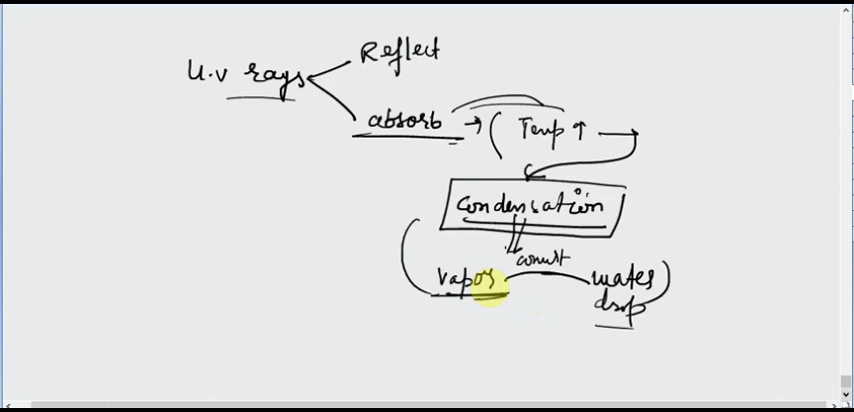 Reflect
U.V rays
absorb → ( Temp ↑
Condensation
convert
vapor water
drop